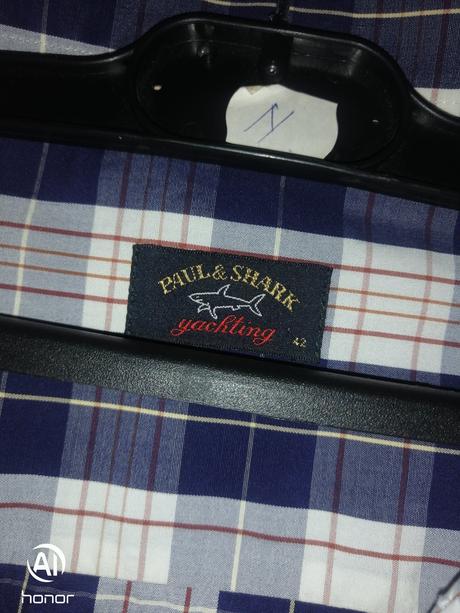 PAUL & SHARK
yachting
42
AI
honor